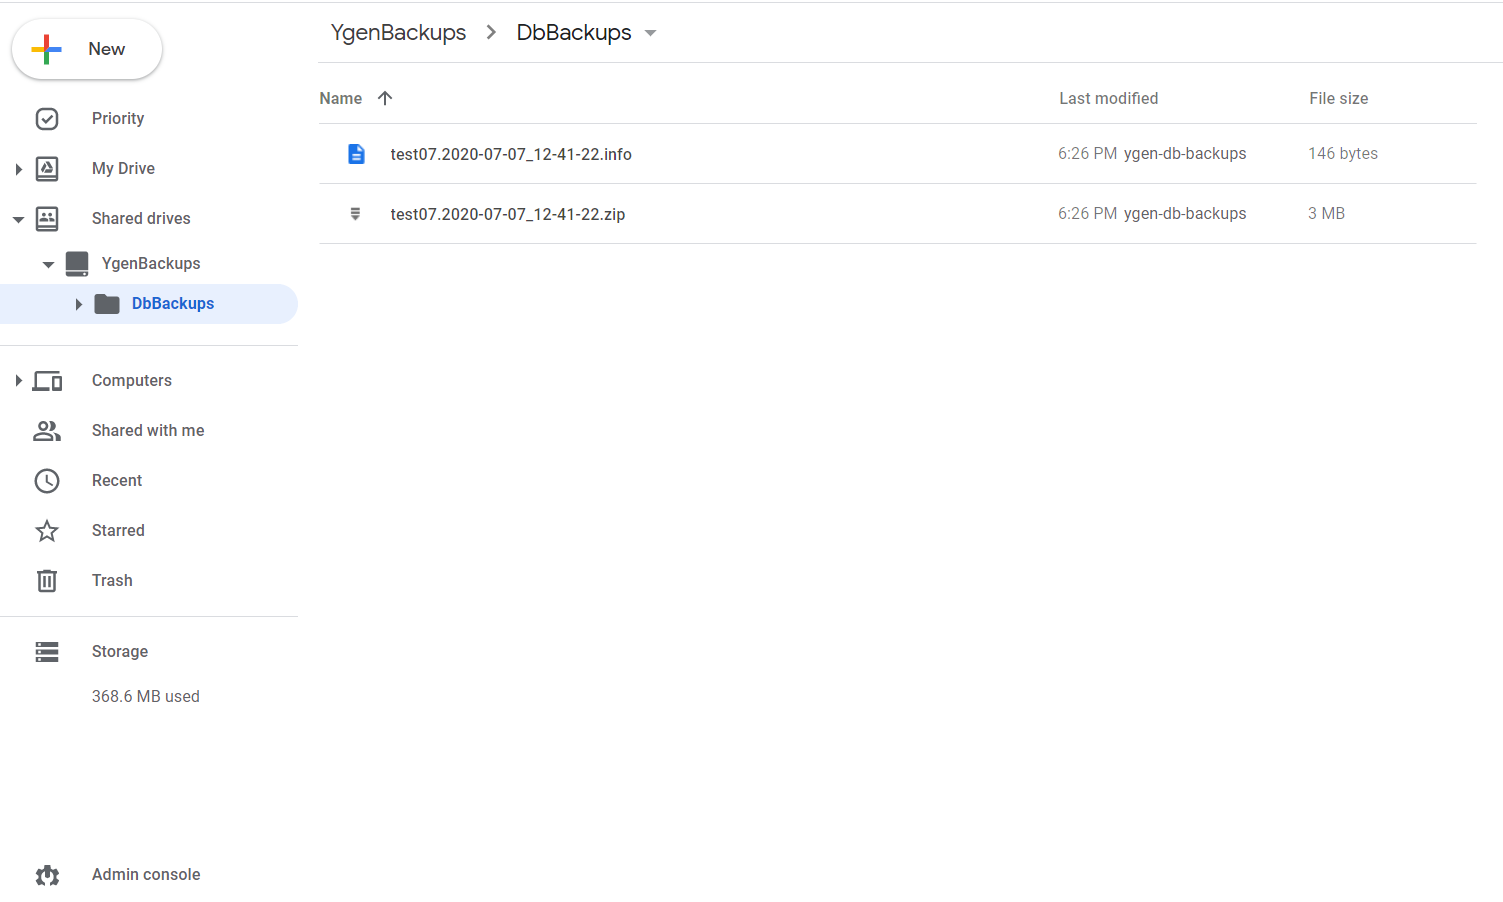 New
Priority
My Drive
Shared drives
YgenBackups
DbBackups
Computers
Shared with me
Recent
Starred
Trash
Storage
368.6 MB used
Admin console
YgenBackups DbBackups
Name Last modified File size
test07.2020-07-07_12-41-22.info 6:26 PM ygen-db-backups 146 bytes
test07.2020-07-07_12-41-22.zip 6:26 PM ygen-db-backups 3 MB